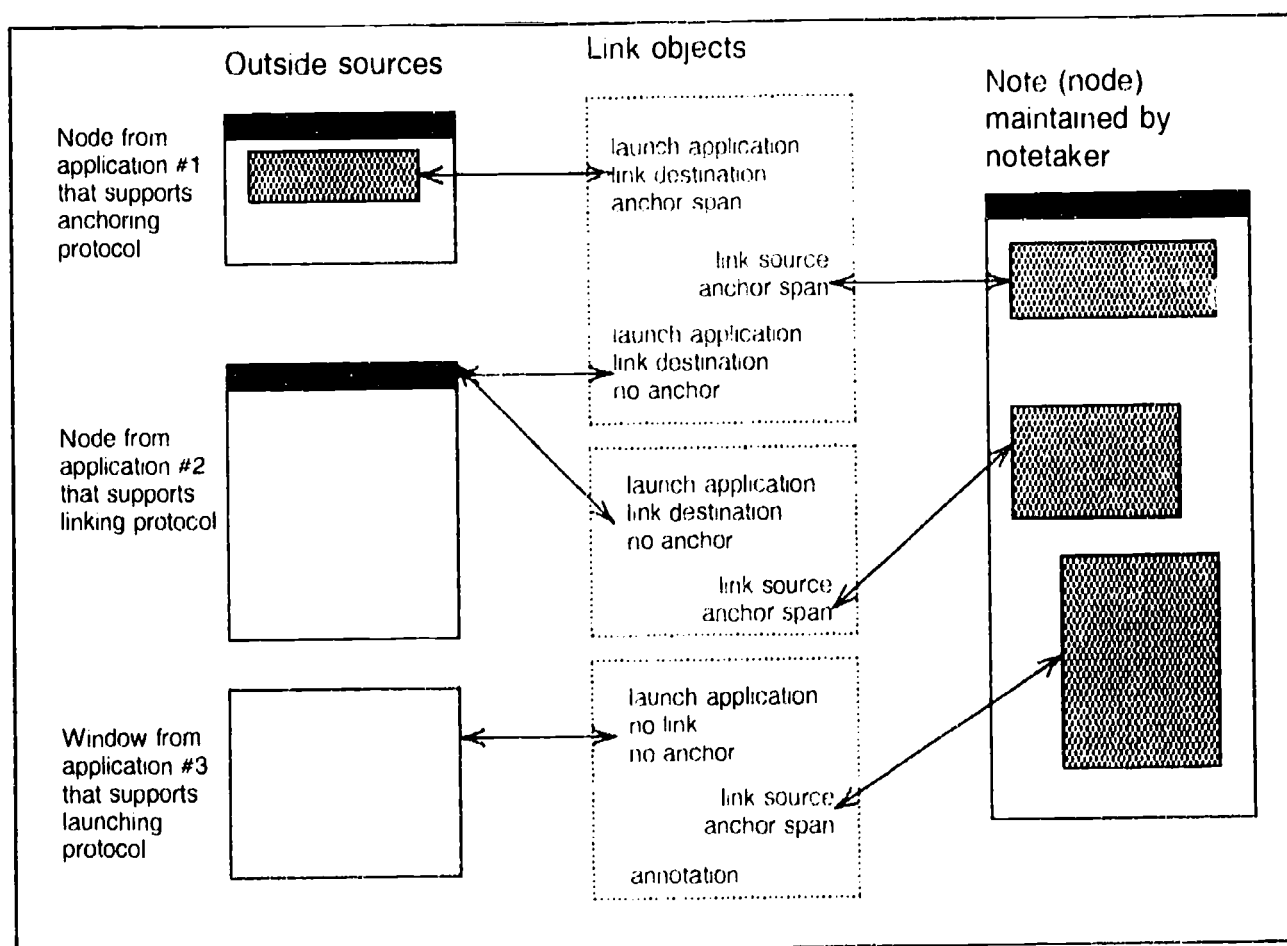 Outside sources
Link objects
Note (node)
maintained by
notetaker
Node from
application #1
that supports
anchoring
protocol
launch application
link destination
anchor span
link source
anchor span
launch application
link destination
no anchor
Node from
application #2
that supports
linking protocol
launch application
link destination
no anchor
link source
anchor span
Window from
application #3
that supports
launching
protocol
launch application
no link
no anchor
link source
anchor span
annotation